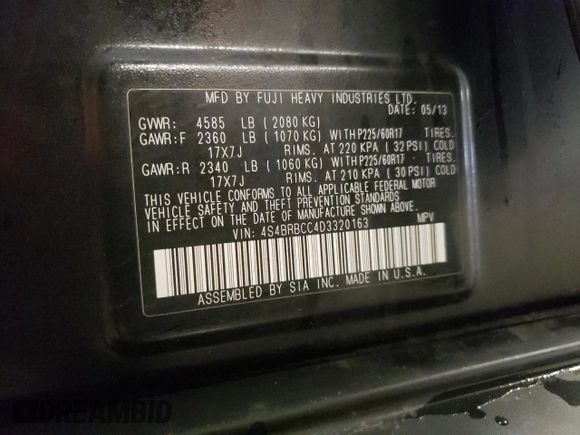 MFD BY FUJI HEAVY INDUSTRIES LTD.
DATE: 05/13
GVWR: 4585 LB ( 2080 KG)
GAWR:F 2360 LB ( 1070 KG) WITH P225/60R17 TIRES.
17X7J RIMS. AT 220 KPA ( 32 PSI) COLD
GAWR:R 2340 LB ( 1060 KG) WITH P225/60R17 TIRES.
17X7J RIMS. AT 210 KPA ( 30 PSI) COLD
THIS VEHICLE CONFORMS TO ALL APPLICABLE FEDERAL MOTOR
VEHICLE SAFETY AND THEFT PREVENTION STANDARDS
IN EFFECT ON THE DATE OF MANUFACTURE SHOWN ABOVE.
VIN: 4S4BRBCC4D3320163 MPV
ASSEMBLED BY SIA INC. MADE IN U.S.A.
DREAMBID